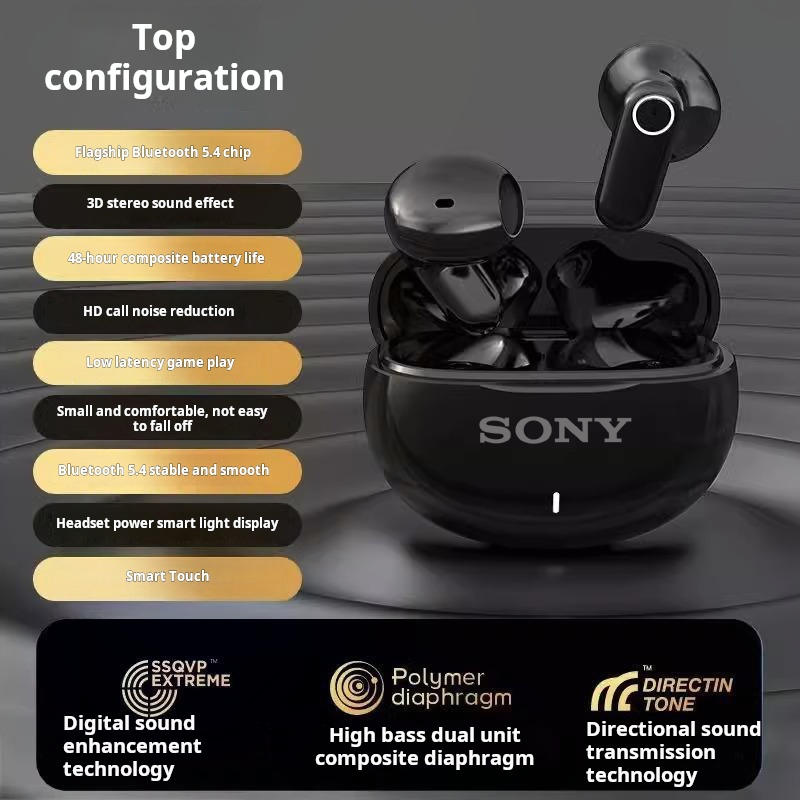 Top
configuration
Flagship Bluetooth 5.4 chip
3D stereo sound effect
48-hour composite battery life
HD call noise reduction
Low latency game play
Small and comfortable, not easy
to fall off
Bluetooth 5.4 stable and smooth
Headset power smart light display
Smart Touch
SONY
SSQVP™
EXTREME
Digital sound
enhancement
technology
Polymer
diaphragm
High bass dual unit
composite diaphragm
™
DIRECTIN
TONE
Directional sound
transmission
technology